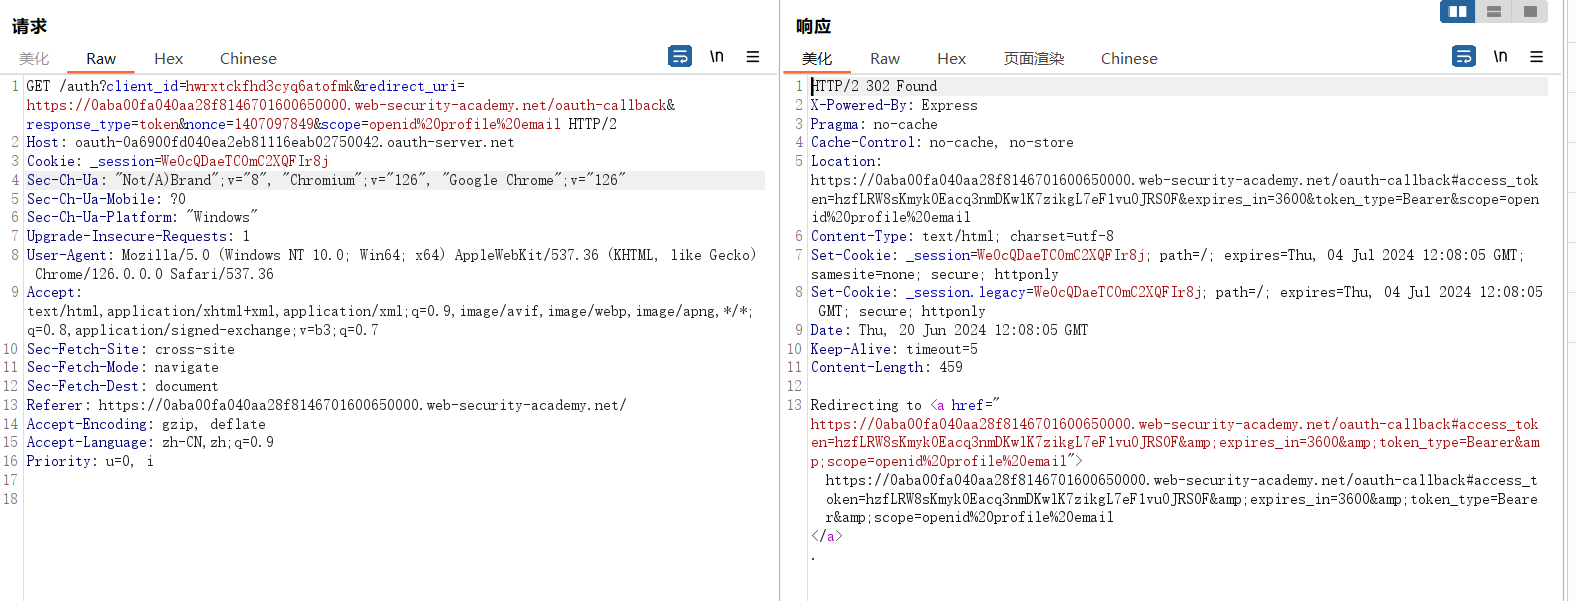 请求
美化 Raw Hex Chinese \n
1 GET /auth?client_id=hwrxtckfhd3cyq6atofmk&redirect_uri=
https://0aba00fa040aa28f8146701600650000.web-security-academy.net/oauth-callback&
response_type=token&nonce=1407097849&scope=openid%20profile%20email HTTP/2
2 Host: oauth-0a6900fd040ea2eb81116eab02750042.oauth-server.net
3 Cookie: _session=We0cQDaeTC0mC2XQFIr8j
4 Sec-Ch-Ua: "Not/A)Brand";v="8", "Chromium";v="126", "Google Chrome";v="126"
5 Sec-Ch-Ua-Mobile: ?0
6 Sec-Ch-Ua-Platform: "Windows"
7 Upgrade-Insecure-Requests: 1
8 User-Agent: Mozilla/5.0 (Windows NT 10.0; Win64; x64) AppleWebKit/537.36 (KHTML, like Gecko)
Chrome/126.0.0.0 Safari/537.36
9 Accept:
text/html,application/xhtml+xml,application/xml;q=0.9,image/avif,image/webp,image/apng,*/*;
q=0.8,application/signed-exchange;v=b3;q=0.7
10 Sec-Fetch-Site: cross-site
11 Sec-Fetch-Mode: navigate
12 Sec-Fetch-Dest: document
13 Referer: https://0aba00fa040aa28f8146701600650000.web-security-academy.net/
14 Accept-Encoding: gzip, deflate
15 Accept-Language: zh-CN,zh;q=0.9
16 Priority: u=0, i
17
18
响应
美化 Raw Hex 页面渲染 Chinese \n
1 HTTP/2 302 Found
2 X-Powered-By: Express
3 Pragma: no-cache
4 Cache-Control: no-cache, no-store
5 Location:
https://0aba00fa040aa28f8146701600650000.web-security-academy.net/oauth-callback#access_tok
en=hzfLRW8sKmyk0Eacq3nmDKwlK7zikgL7eF1vu0JRS0F&expires_in=3600&token_type=Bearer&scope=open
id%20profile%20email
6 Content-Type: text/html; charset=utf-8
7 Set-Cookie: _session=We0cQDaeTC0mC2XQFIr8j; path=/; expires=Thu, 04 Jul 2024 12:08:05 GMT;
samesite=none; secure; httponly
8 Set-Cookie: _session.legacy=We0cQDaeTC0mC2XQFIr8j; path=/; expires=Thu, 04 Jul 2024 12:08:05
GMT; secure; httponly
9 Date: Thu, 20 Jun 2024 12:08:05 GMT
10 Keep-Alive: timeout=5
11 Content-Length: 459
12
13 Redirecting to <a href="
https://0aba00fa040aa28f8146701600650000.web-security-academy.net/oauth-callback#access_tok
en=hzfLRW8sKmyk0Eacq3nmDKwlK7zikgL7eF1vu0JRS0F&amp;expires_in=3600&amp;token_type=Bearer&am
p;scope=openid%20profile%20email">
https://0aba00fa040aa28f8146701600650000.web-security-academy.net/oauth-callback#access_t
oken=hzfLRW8sKmyk0Eacq3nmDKwlK7zikgL7eF1vu0JRS0F&amp;expires_in=3600&amp;token_type=Beare
r&amp;scope=openid%20profile%20email
</a>
.